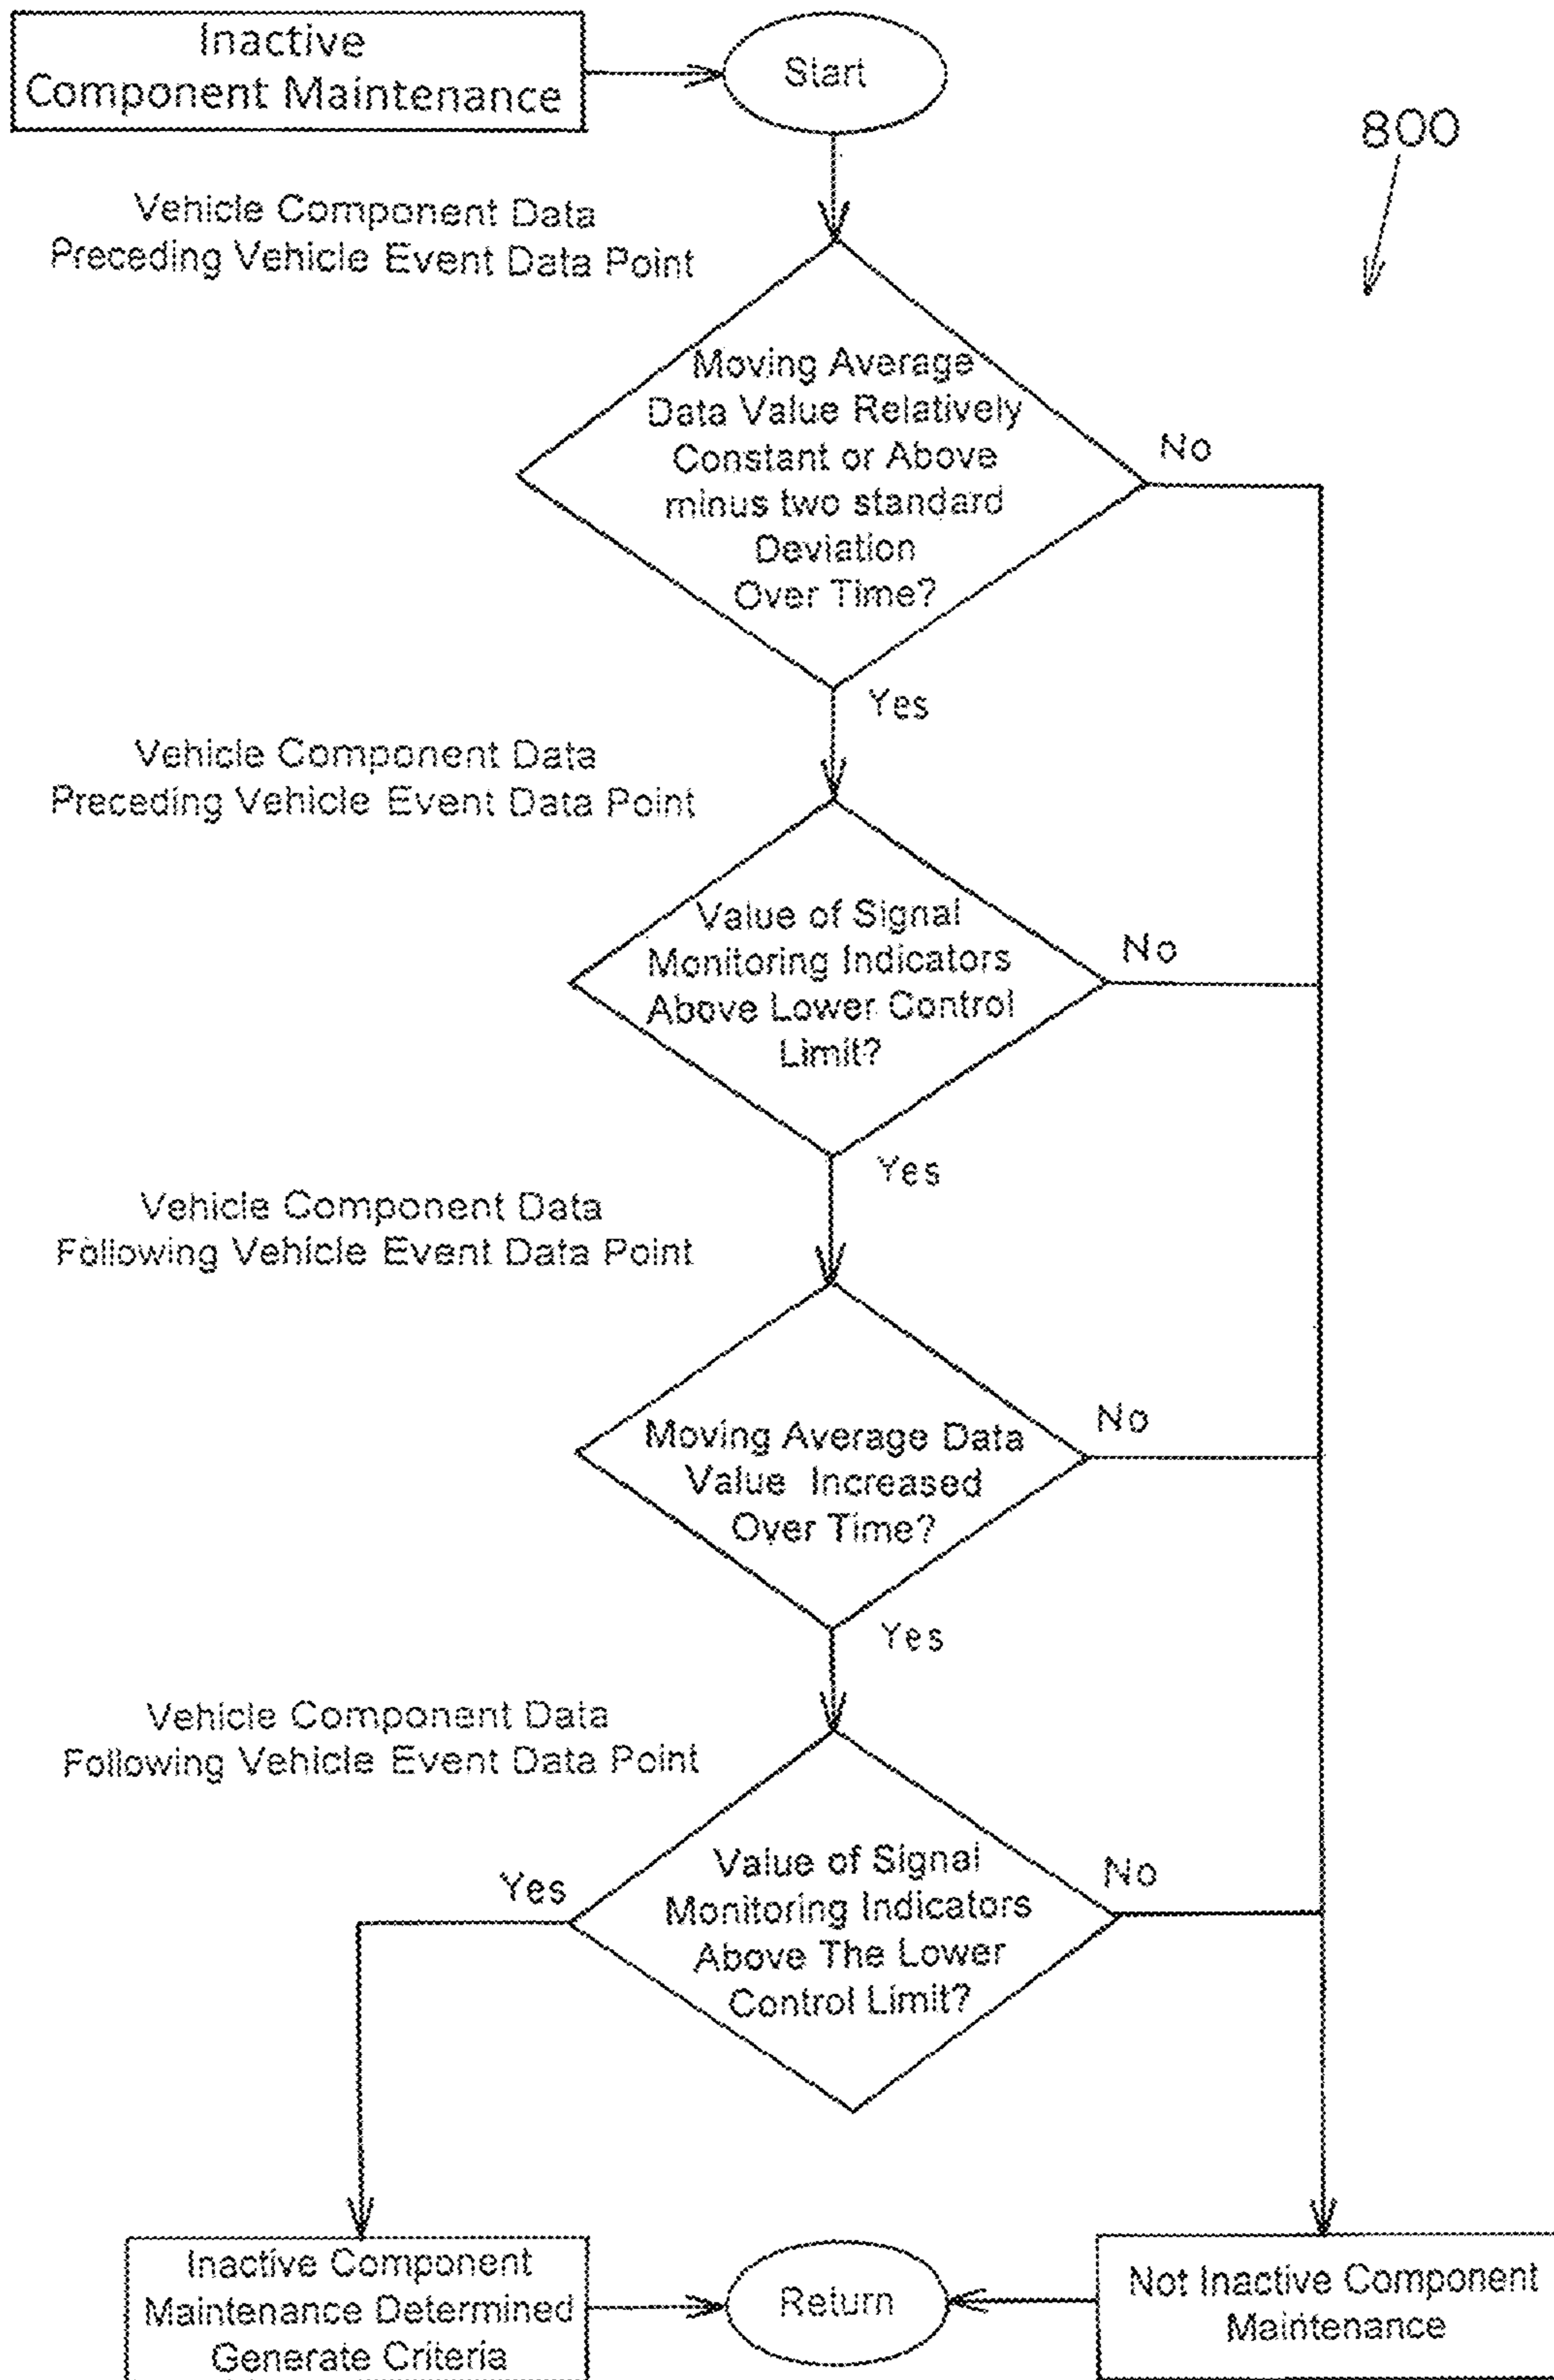 Inactive
Component Maintenance
Start
800
Vehicle Component Data
Preceding Vehicle Event Data Point
Moving Average
Data Value Relatively
Constant or Above
minus two standard
Deviation
Over Time?
No
Yes
Vehicle Component Data
Preceding Vehicle Event Data Point
Value of Signal
Monitoring Indicators
Above Lower Control
Limit?
No
Yes
Vehicle Component Data
Following Vehicle Event Data Point
Moving Average Data
Value Increased
Over Time?
No
Yes
Vehicle Component Data
Following Vehicle Event Data Point
Value of Signal
Monitoring Indicators
Above The Lower
Control Limit?
Yes
No
Inactive Component
Maintenance Determined
Generate Criteria
Return
Not Inactive Component
Maintenance